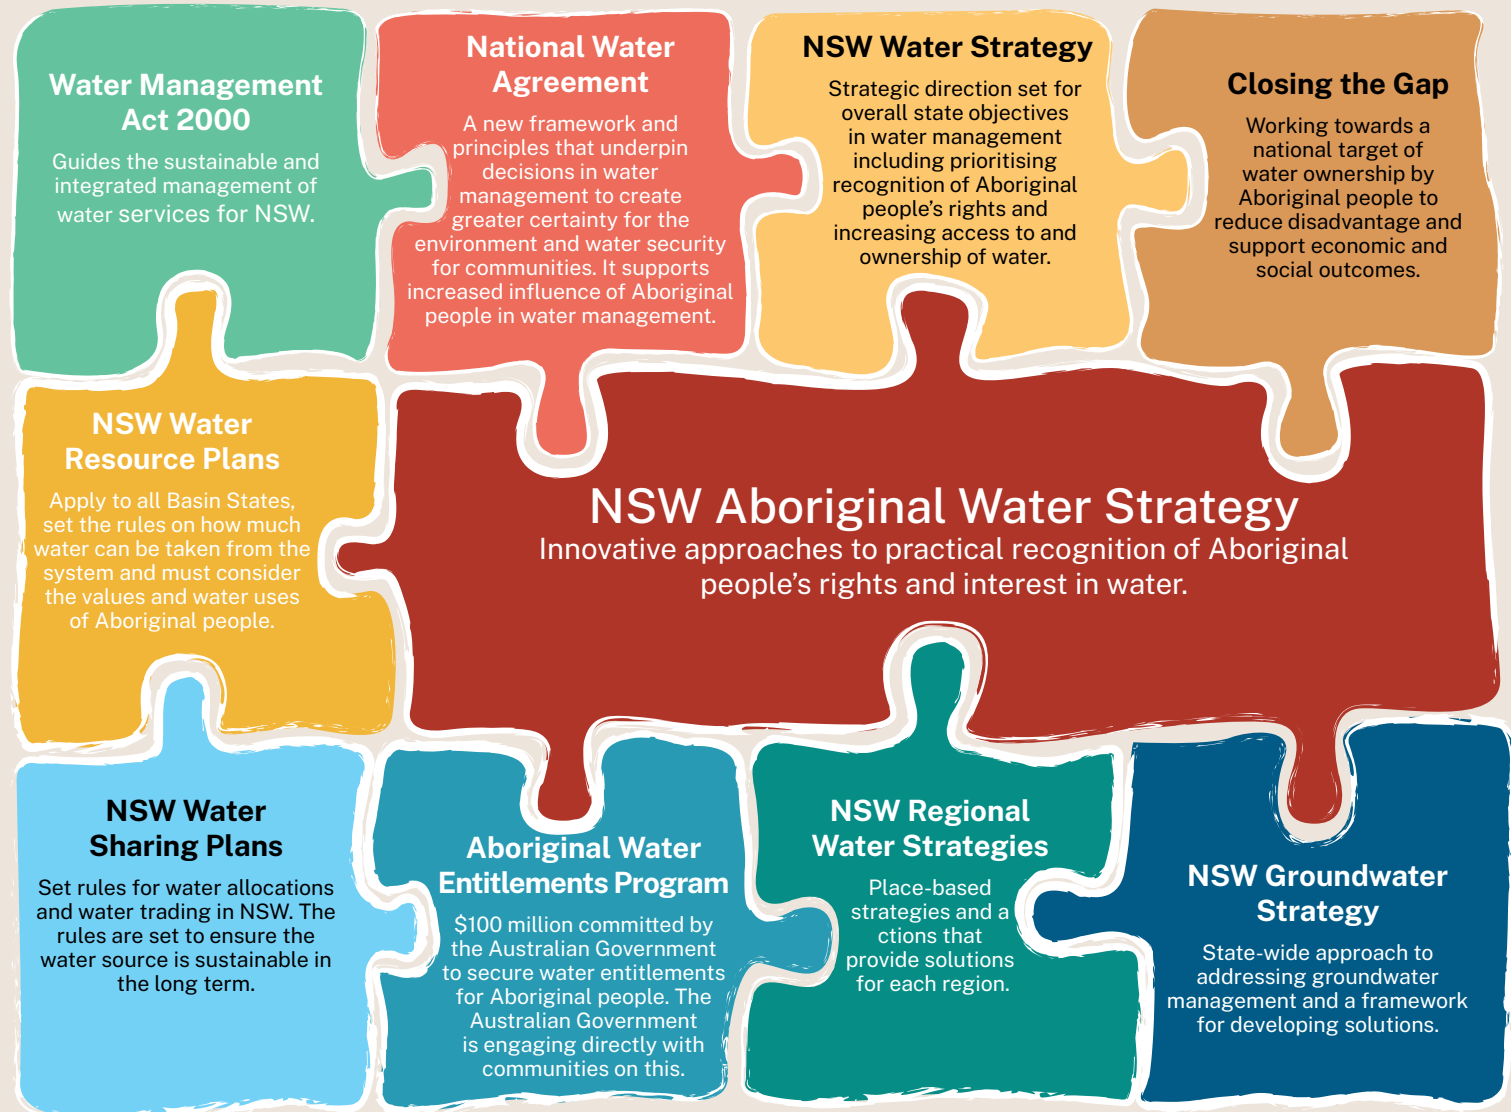 Water Management
Act 2000
Guides the sustainable and
integrated management of
water services for NSW.
National Water
Agreement
A new framework and
principles that underpin
decisions in water
management to create
greater certainty for the
environment and water security
for communities. It supports
increased influence of Aboriginal
people in water management.
NSW Water Strategy
Strategic direction set for
overall state objectives
in water management
including prioritising
recognition of Aboriginal
people’s rights and
increasing access to and
ownership of water.
Closing the Gap
Working towards a
national target of
water ownership by
Aboriginal people to
reduce disadvantage and
support economic and
social outcomes.
NSW Water
Resource Plans
Apply to all Basin States,
set the rules on how much
water can be taken from the
system and must consider
the values and water uses
of Aboriginal people.
NSW Aboriginal Water Strategy
Innovative approaches to practical recognition of Aboriginal
people’s rights and interest in water.
NSW Water
Sharing Plans
Set rules for water allocations
and water trading in NSW. The
rules are set to ensure the
water source is sustainable in
the long term.
Aboriginal Water
Entitlements Program
$100 million committed by
the Australian Government
to secure water entitlements
for Aboriginal people. The
Australian Government
is engaging directly with
communities on this.
NSW Regional
Water Strategies
Place-based
strategies and a
ctions that
provide solutions
for each region.
NSW Groundwater
Strategy
State-wide approach to
addressing groundwater
management and a framework
for developing solutions.